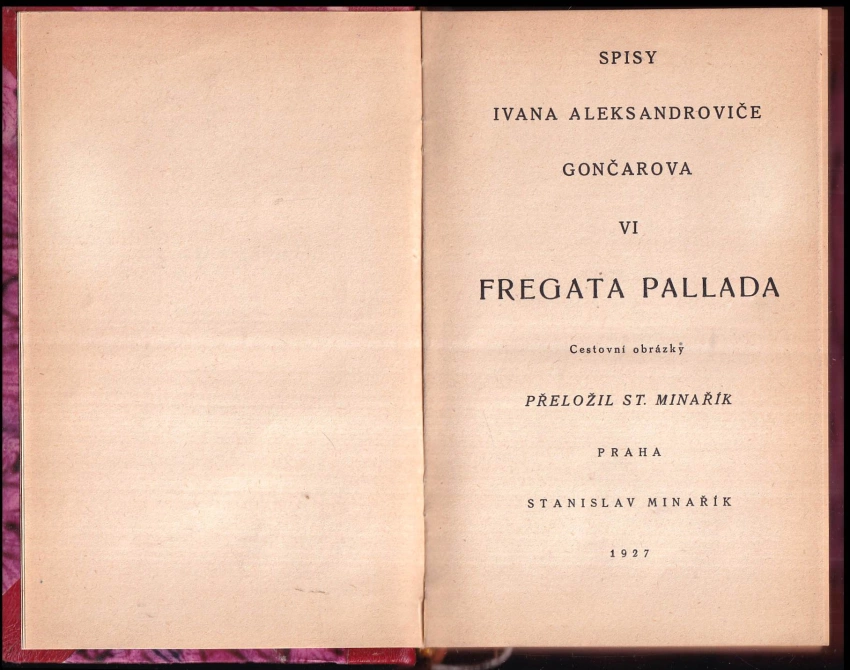 SPISY
IVANA ALEKSANDROVIČE
GONČAROVA
VI
FREGATA PALLADA
Cestovní obrázky
PŘELOŽIL ST. MINAŘÍK
PRAHA
STANISLAV MINAŘÍK
1927